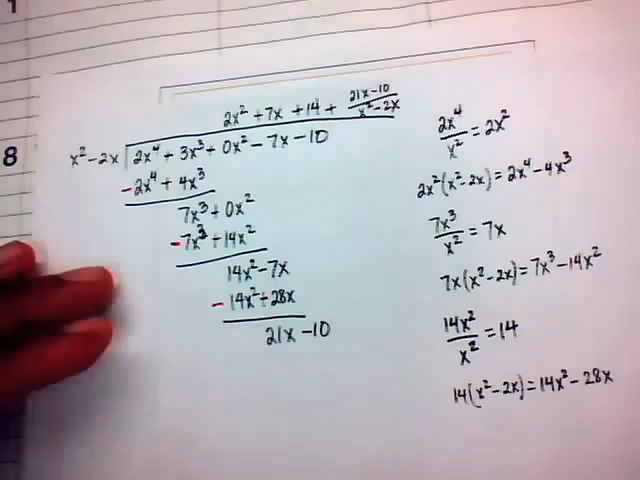 1
8
2x² + 7x + 14 + (21x - 10)/(x² - 2x)
x² - 2x | 2x⁴ + 3x³ + 0x² - 7x - 10
- 2x⁴ + 4x³
7x³ + 0x²
- 7x³ + 14x²
14x² - 7x
- 14x² + 28x
21x - 10
2x⁴/x² = 2x²
2x²(x² - 2x) = 2x⁴ - 4x³
7x³/x² = 7x
7x(x² - 2x) = 7x³ - 14x²
14x²/x² = 14
14(x² - 2x) = 14x² - 28x